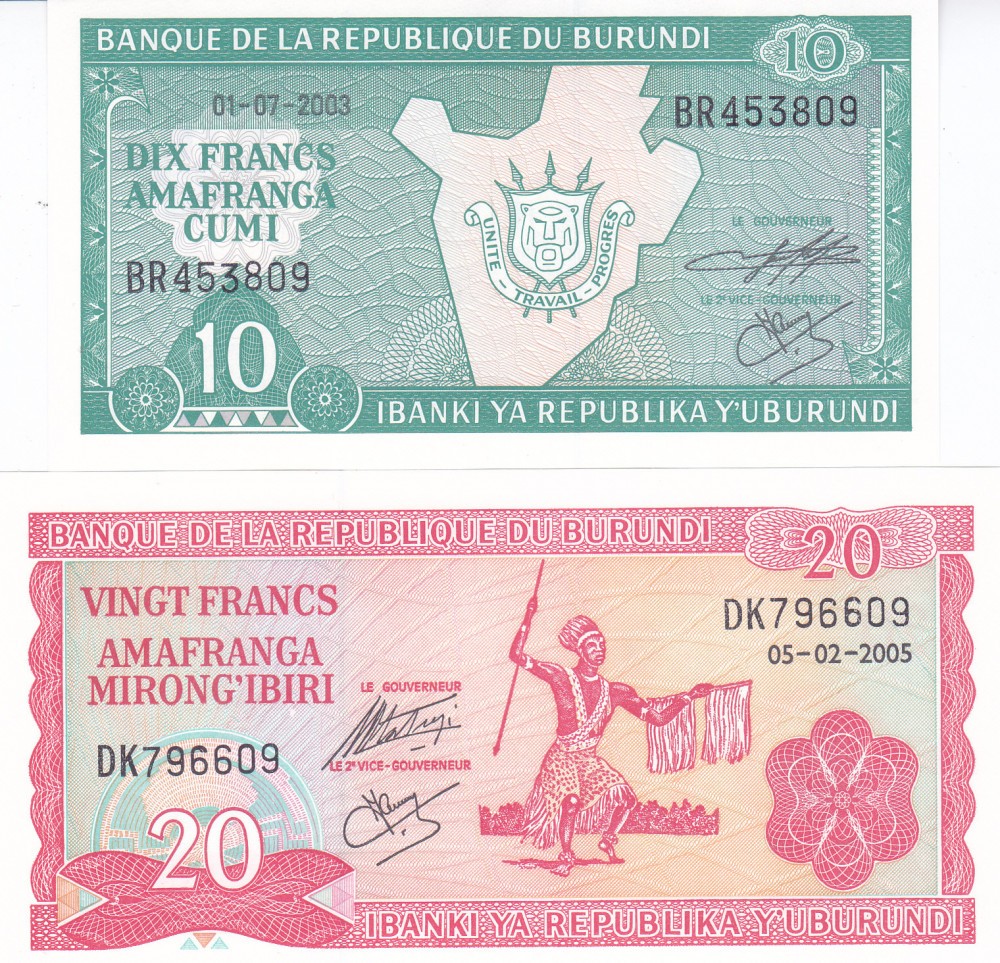 BANQUE DE LA REPUBLIQUE DU BURUNDI
10
01-07-2003
BR453809
DIX FRANCS
AMAFRANGA
CUMI
BR453809
UNITE - TRAVAIL - PROGRES
LE GOUVERNEUR
LE 2e VICE-GOUVERNEUR
10
IBANKI YA REPUBLIKA Y'UBURUNDI
BANQUE DE LA REPUBLIQUE DU BURUNDI
20
VINGT FRANCS
AMAFRANGA
MIRONG'IBIRI
DK796609
05-02-2005
LE GOUVERNEUR
LE 2e VICE-GOUVERNEUR
DK796609
20
IBANKI YA REPUBLIKA Y'UBURUNDI